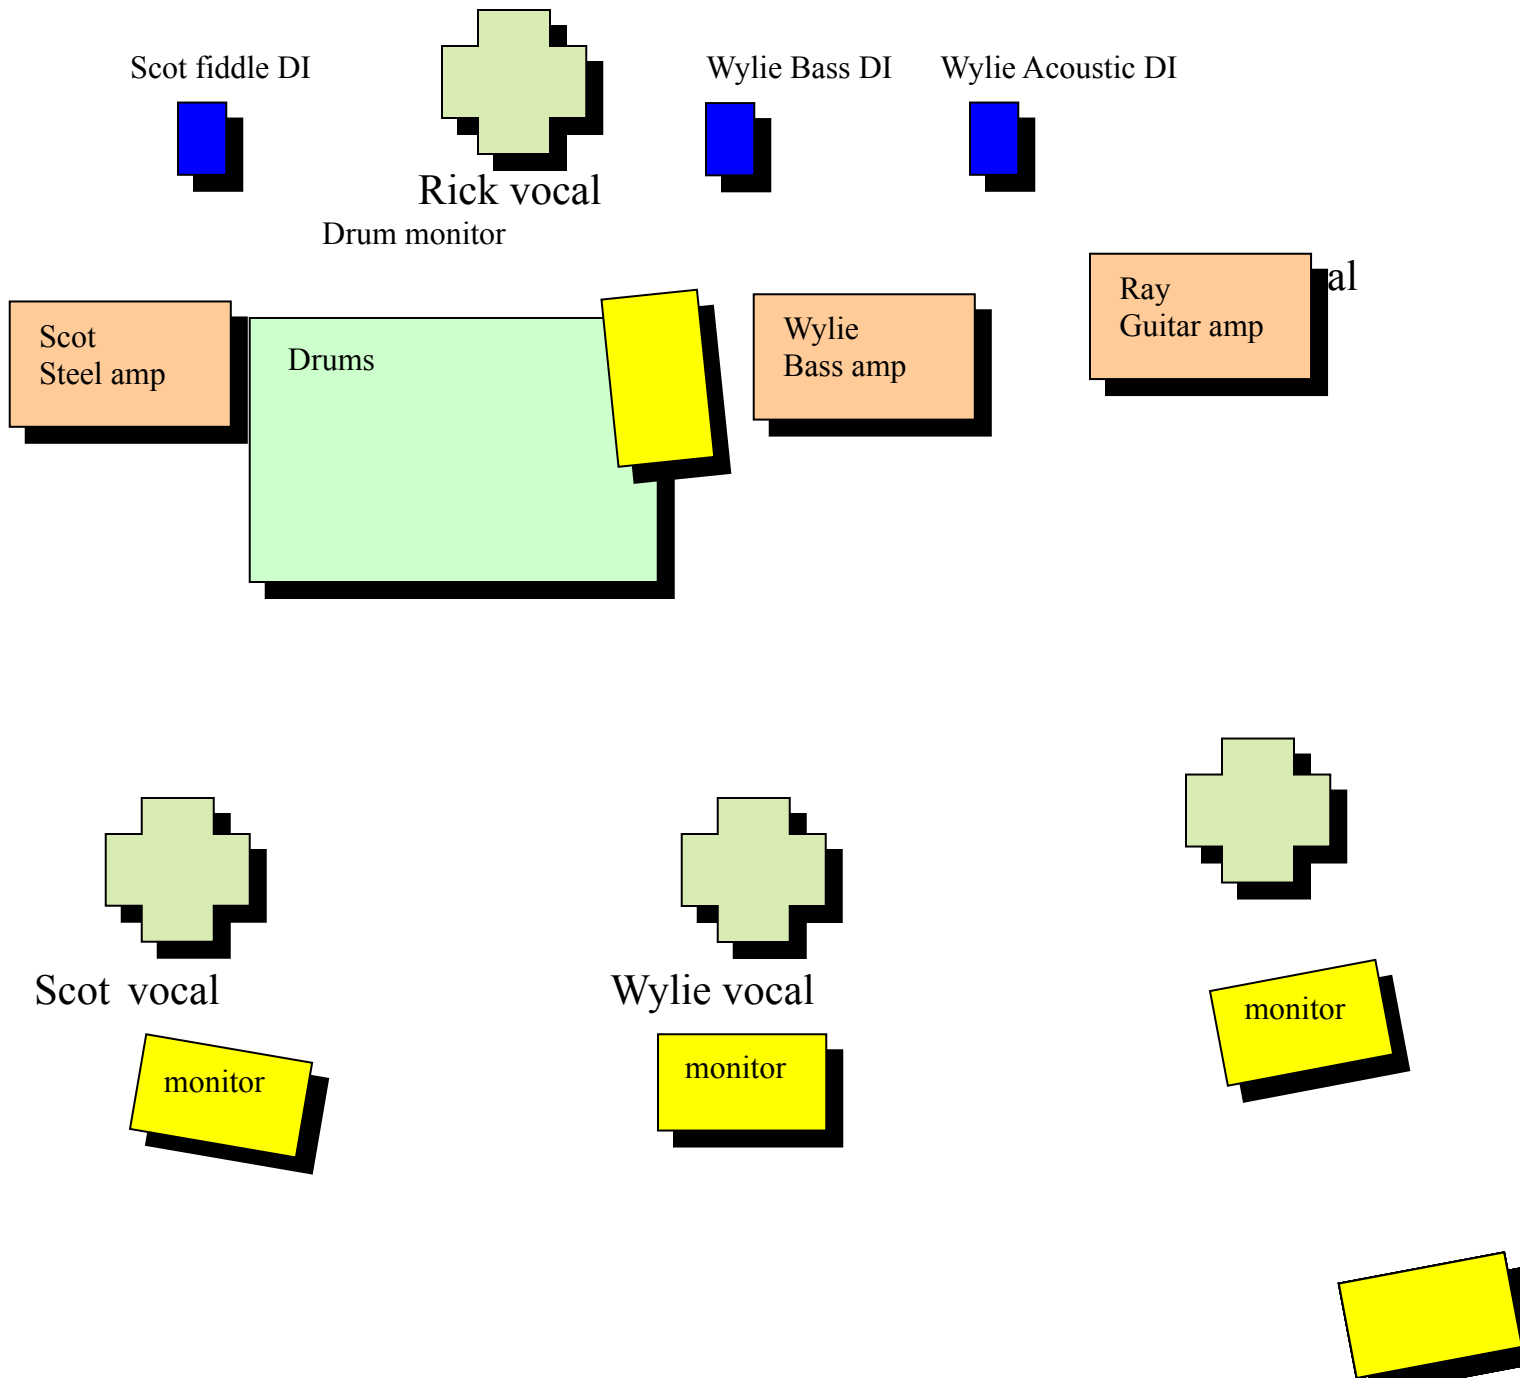 Scot fiddle DI
Wylie Bass DI
Wylie Acoustic DI
Rick vocal
Drum monitor
Scot
Steel amp
Drums
Wylie
Bass amp
Ray
Guitar amp
al
Scot vocal
Wylie vocal
monitor
monitor
monitor